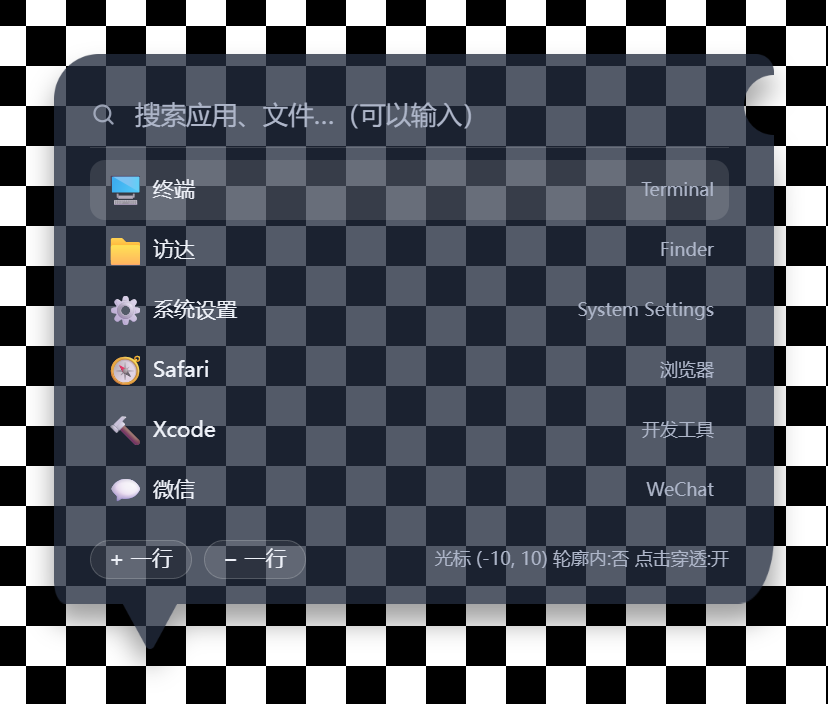 搜索应用、文件...（可以输入）
终端 Terminal
访达 Finder
系统设置 System Settings
Safari 浏览器
Xcode 开发工具
微信 WeChat
+ 一行 − 一行 光标 (-10, 10) 轮廓内:否 点击穿透:开